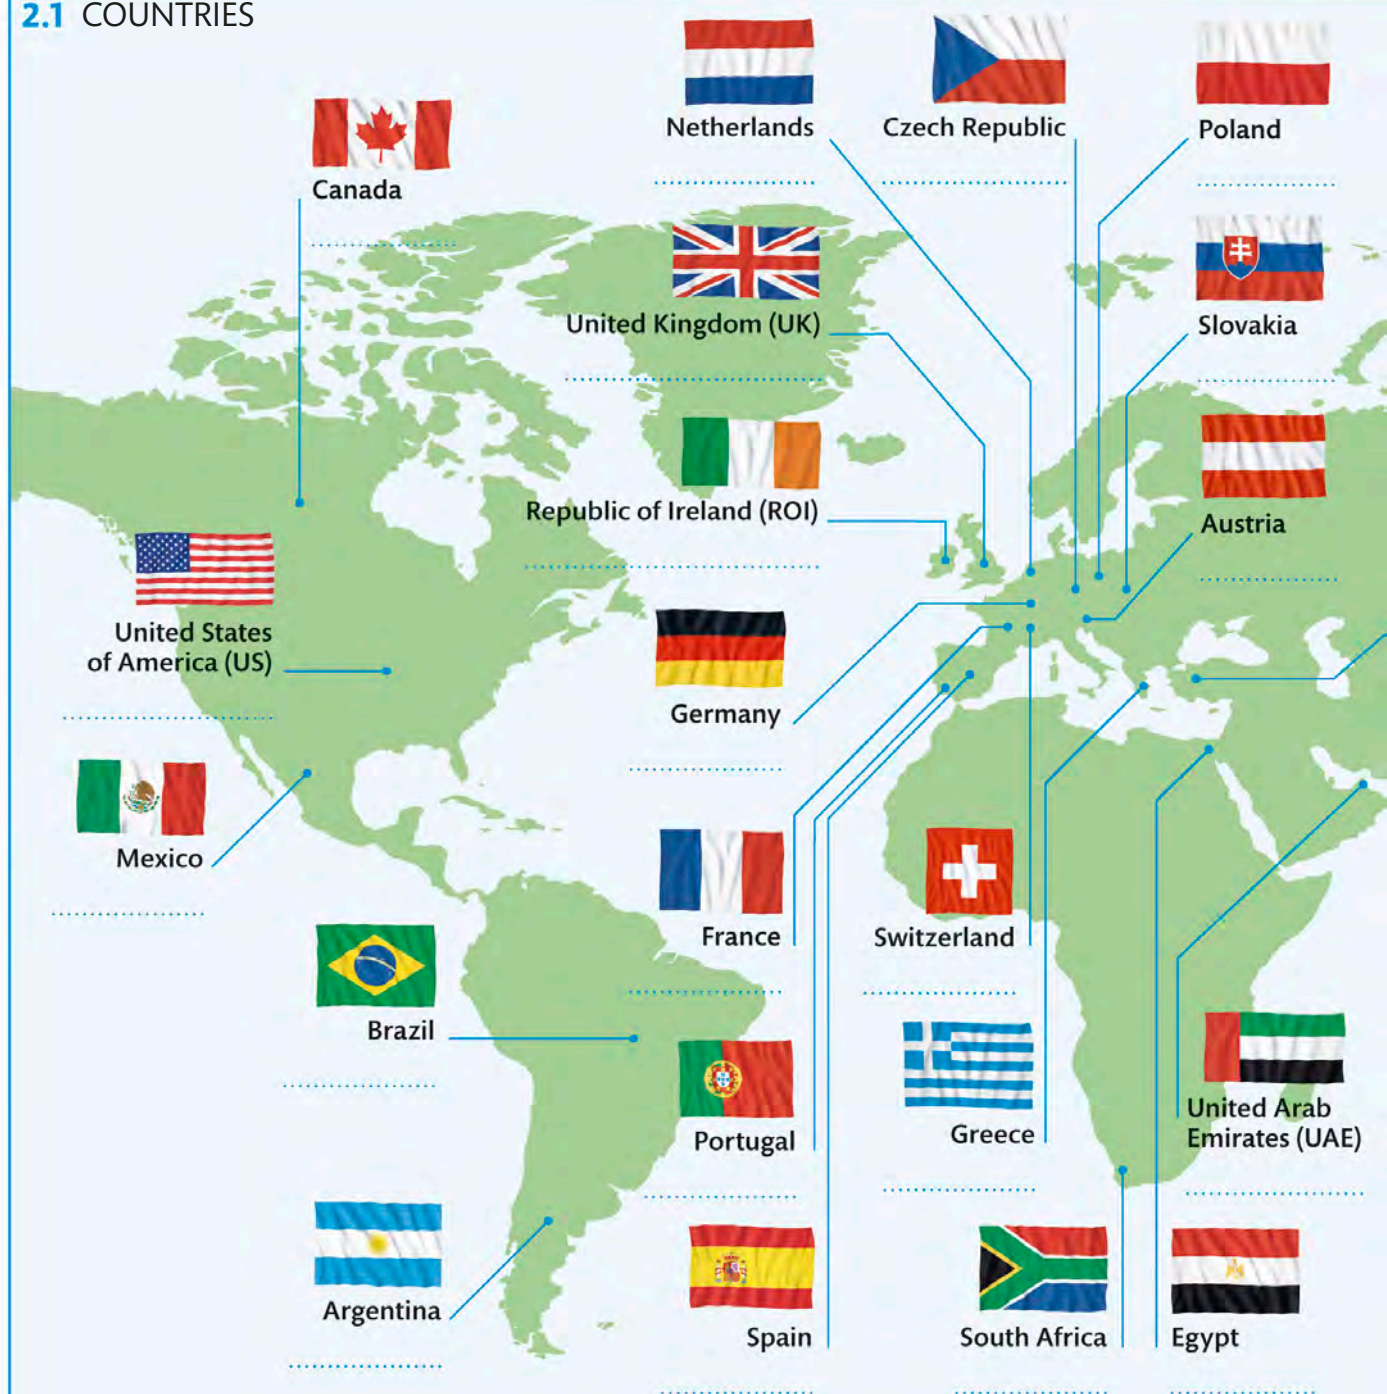 2.1 COUNTRIES
Netherlands
Czech Republic
Poland
Canada
United Kingdom (UK)
Slovakia
Republic of Ireland (ROI)
Austria
United States
of America (US)
Germany
Mexico
France
Switzerland
Brazil
Portugal
Greece
United Arab
Emirates (UAE)
Argentina
Spain
South Africa
Egypt